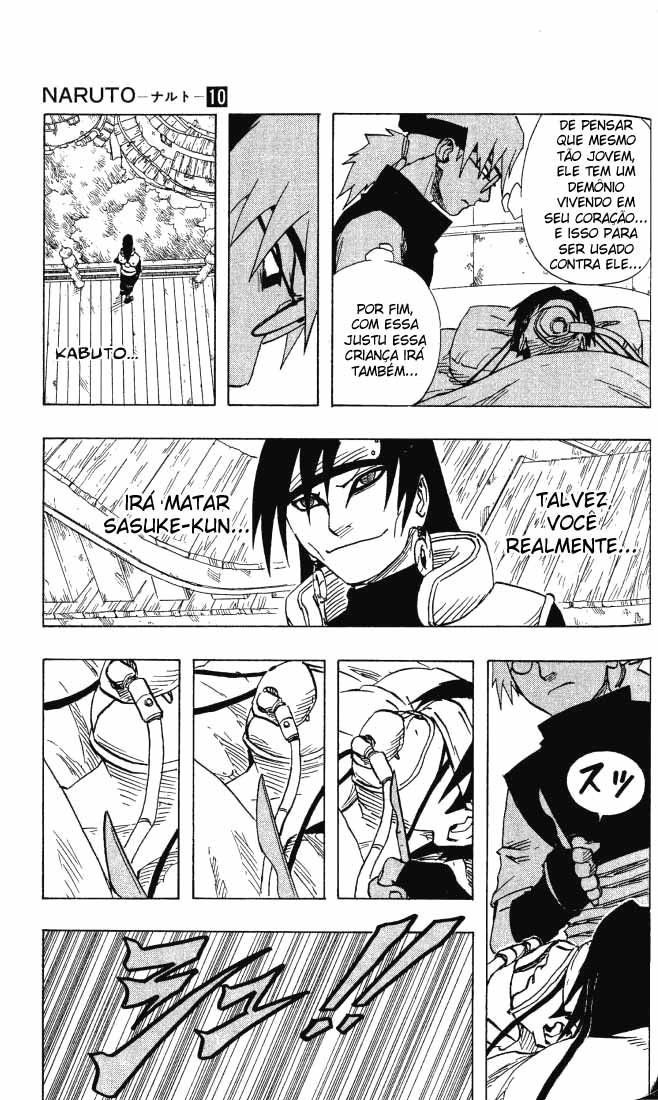 NARUTO—ナルト—10
DE PENSAR
QUE MESMO
TÃO JOVEM,
ELE TEM UM
DEMÔNIO
VIVENDO EM
SEU CORAÇÃO...
E ISSO PARA
SER USADO
CONTRA ELE...
POR FIM,
COM ESSA
JUSTU ESSA
CRIANÇA IRÁ
TAMBÉM...
KABUTO...
TALVEZ
VOCÊ
REALMENTE...
IRÁ MATAR
SASUKE-KUN...
スッ
シュ!!